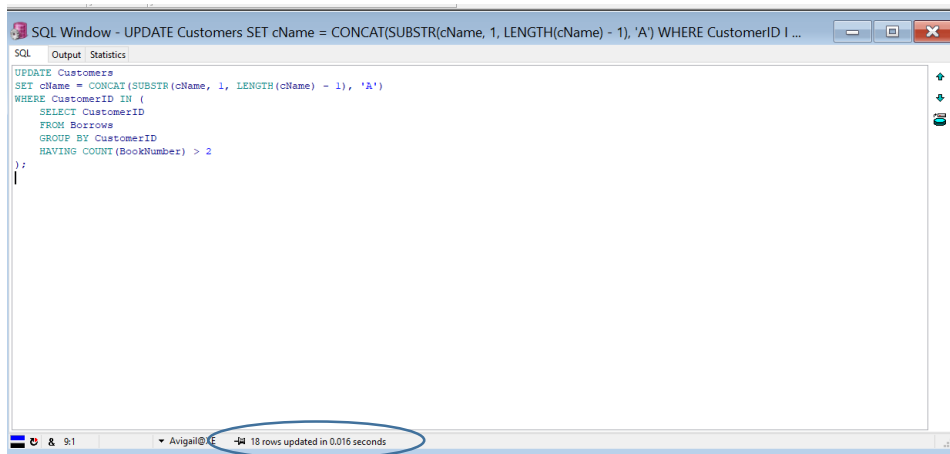 SQL Window - UPDATE Customers SET cName = CONCAT(SUBSTR(cName, 1, LENGTH(cName) - 1), 'A') WHERE CustomerID I ...
SQL Output Statistics
UPDATE Customers
SET cName = CONCAT(SUBSTR(cName, 1, LENGTH(cName) - 1), 'A')
WHERE CustomerID IN (
    SELECT CustomerID
    FROM Borrows
    GROUP BY CustomerID
    HAVING COUNT(BookNumber) > 2
);
& 9:1 Avigail@XE 18 rows updated in 0.016 seconds